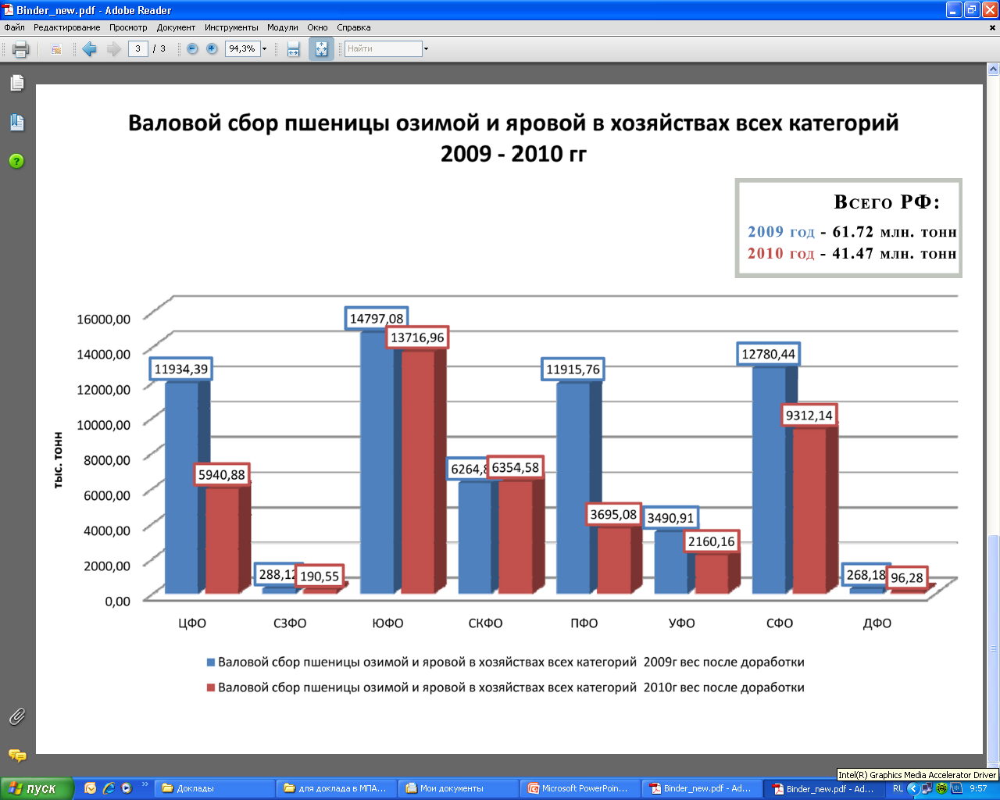 Binder_new.pdf - Adobe Reader
Файл Редактирование Просмотр Документ Инструменты Модули Окно Справка
3 / 3 94,3% Найти
Валовой сбор пшеницы озимой и яровой в хозяйствах всех категорий
2009 - 2010 гг
Всего РФ:
2009 год - 61.72 млн. тонн
2010 год - 41.47 млн. тонн
тыс. тонн
16000,00
14000,00
12000,00
10000,00
8000,00
6000,00
4000,00
2000,00
0,00
11934,39
5940,88
190,55
14797,08
13716,96
6354,58
11915,76
3695,08
3490,91
2160,16
12780,44
9312,14
268,18
96,28
ЦФО СЗФО ЮФО СКФО ПФО УФО СФО ДФО
Валовой сбор пшеницы озимой и яровой в хозяйствах всех категорий 2009г вес после доработки
Валовой сбор пшеницы озимой и яровой в хозяйствах всех категорий 2010г вес после доработки
Intel(R) Graphics Media Accelerator Driver
пуск » Доклады для доклада в МПА... Мои документы Microsoft PowerPoin... Binder_new.pdf - Ad... Binder_new.pdf - Ad... RL 9:57